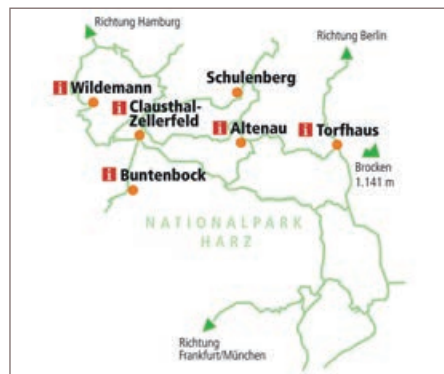 Richtung Hamburg
Richtung Berlin
Schulenberg
i Wildemann
i Clausthal-
Zellerfeld
i Altenau
i Torfhaus
Brocken
1.141 m
i Buntenbock
NATIONALPARK
HARZ
Richtung
Frankfurt/München